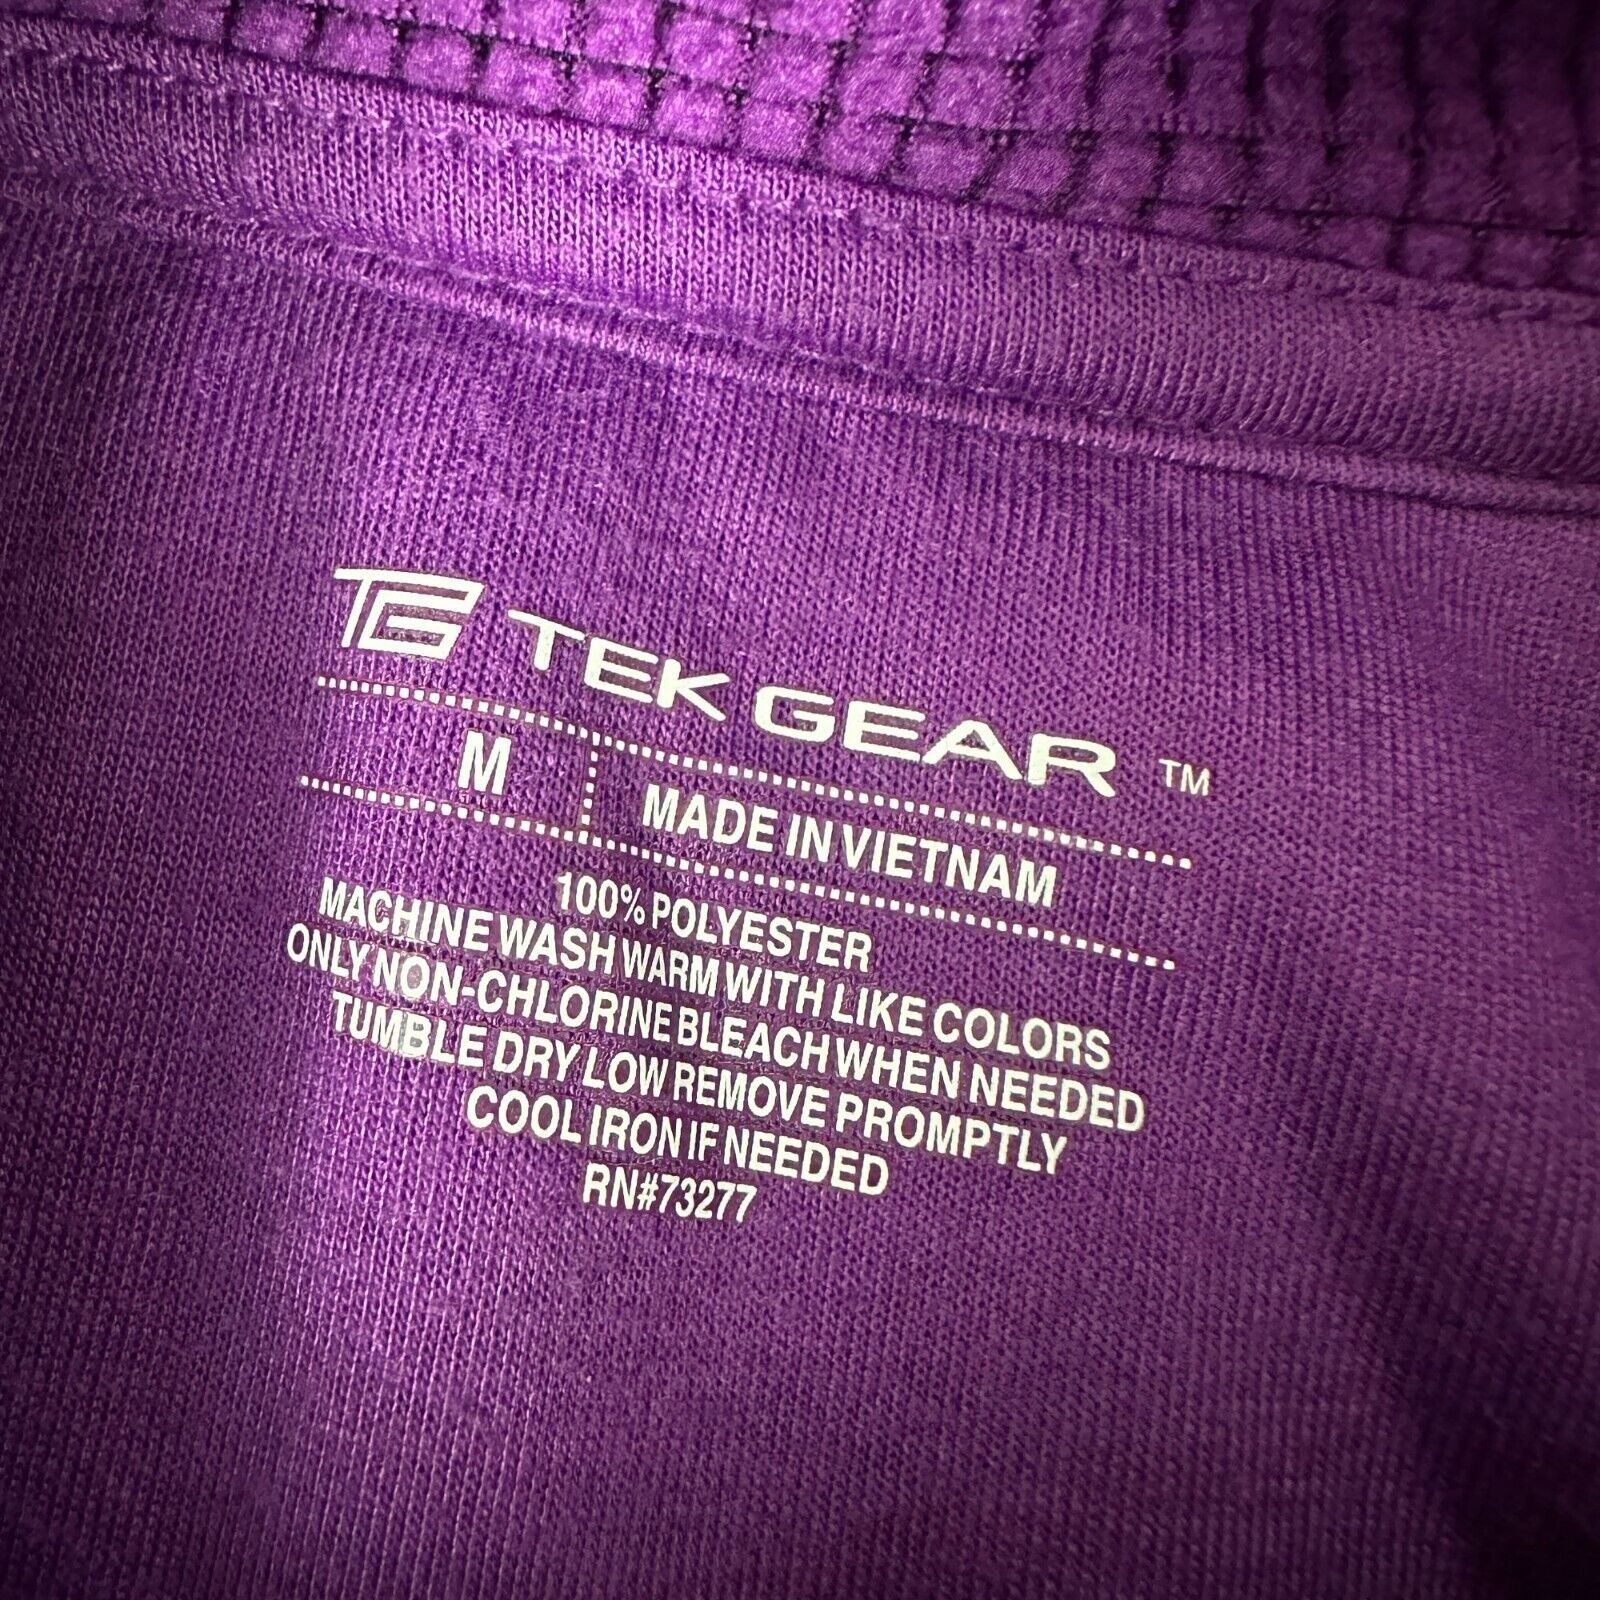 TG TEK GEAR ™
M MADE IN VIETNAM
100% POLYESTER
MACHINE WASH WARM WITH LIKE COLORS
ONLY NON-CHLORINE BLEACH WHEN NEEDED
TUMBLE DRY LOW REMOVE PROMPTLY
COOL IRON IF NEEDED
RN#73277